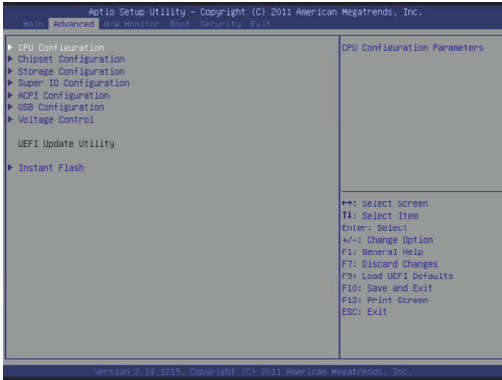 Aptio Setup Utility – Copyright (C) 2011 American Megatrends, Inc.
Main Advanced H/W Monitor Boot Security Exit
CPU Configuration
Chipset Configuration
Storage Configuration
Super IO Configuration
ACPI Configuration
USB Configuration
Voltage Control
UEFI Update Utility
Instant Flash
CPU Configuration Parameters
↔: Select Screen
↑↓: Select Item
Enter: Select
+/-: Change Option
F1: General Help
F7: Discard Changes
F9: Load UEFI Defaults
F10: Save and Exit
F12: Print Screen
ESC: Exit
Version 2.14.1219. Copyright (C) 2011 American Megatrends, Inc.